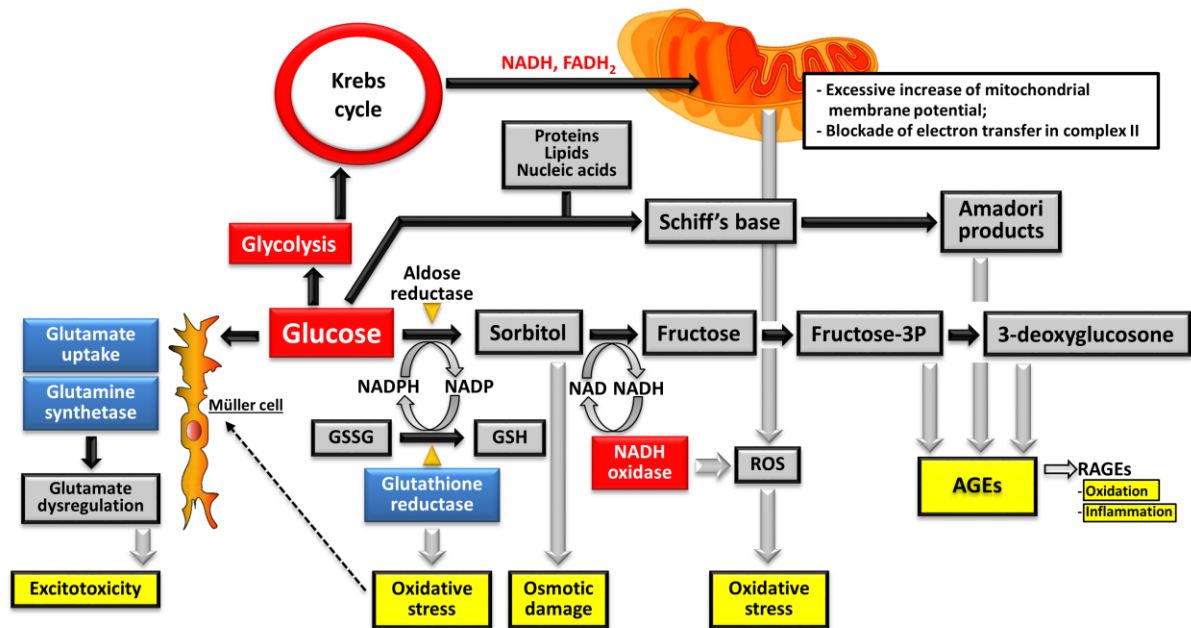 Krebs
cycle
NADH, FADH₂
- Excessive increase of mitochondrial
membrane potential;
- Blockade of electron transfer in complex II
Proteins
Lipids
Nucleic acids
Glycolysis
Schiff's base
Amadori
products
Aldose
reductase
Glucose
Sorbitol
Fructose
Fructose-3P
3-deoxyglucosone
Glutamate
uptake
Glutamine
synthetase
Müller cell
NADPH
NADP
NAD
NADH
GSSG
GSH
NADH
oxidase
ROS
Glutathione
reductase
Glutamate
dysregulation
AGEs
RAGEs
-Oxidation
-Inflammation
Excitotoxicity
Oxidative
stress
Osmotic
damage
Oxidative
stress